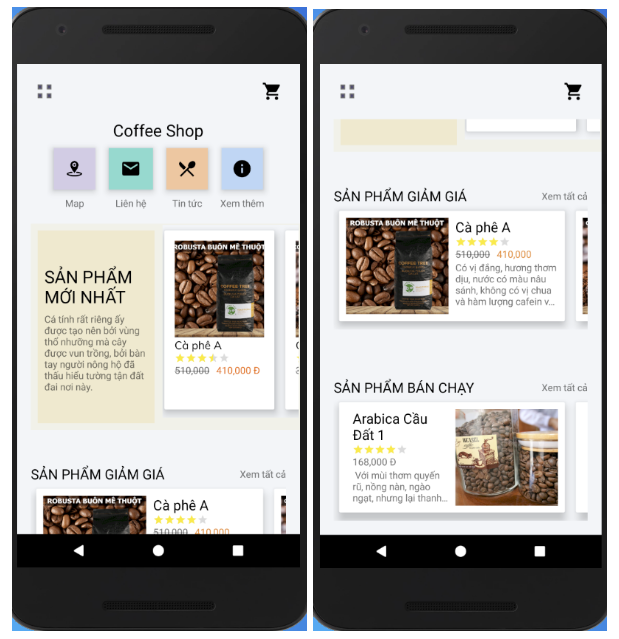 Coffee Shop
Map
Liên hệ
Tin tức
Xem thêm
SẢN PHẨM
MỚI NHẤT
Cá tính rất riêng ấy
được tạo nên bởi vùng
thổ nhưỡng mà cây
được vun trồng, bởi bàn
tay người nông hộ đã
thấu hiểu tường tận đất
đai nơi này.
ROBUSTA BUÔN MÊ THUỘT
COFFEE TREE
Cà phê A
510,000 410,000 Đ
SẢN PHẨM GIẢM GIÁ
Xem tất cả
ROBUSTA BUÔN MÊ THUỘT
Cà phê A
510,000 410,000
SẢN PHẨM GIẢM GIÁ
Xem tất cả
ROBUSTA BUÔN MÊ THUỘT
COFFEE TREE
Cà phê A
510,000 410,000
Có vị đắng, hương thơm
dịu, nước có màu nâu
sánh, không có vị chua
và hàm lượng cafein v...
SẢN PHẨM BÁN CHẠY
Xem tất cả
Arabica Cầu
Đất 1
168,000 Đ
Với mùi thơm quyến
rũ, nồng nàn, ngào
ngạt, nhưng lại thanh...